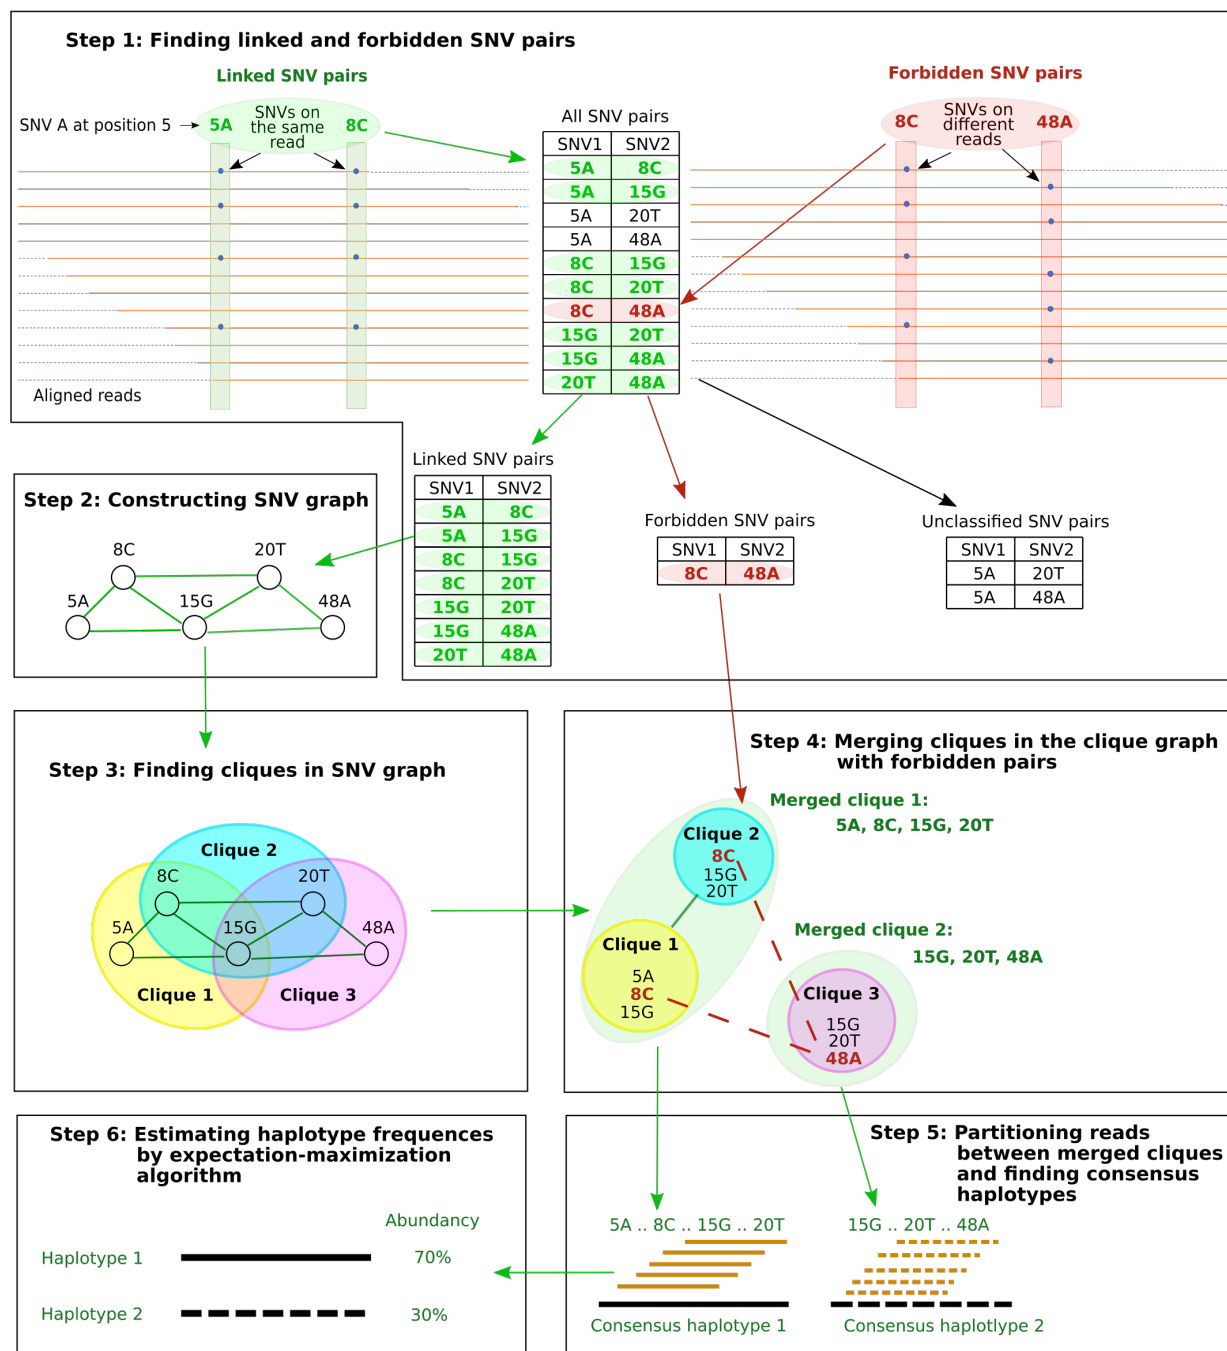 Step 1: Finding linked and forbidden SNV pairs
Linked SNV pairs
SNV A at position 5
5A
SNVs on
the same
read
8C
All SNV pairs
SNV1 SNV2
5A 8C
5A 15G
5A 20T
5A 48A
8C 15G
8C 20T
8C 48A
15G 20T
15G 48A
20T 48A
Forbidden SNV pairs
8C
SNVs on
different
reads
48A
Aligned reads
Linked SNV pairs
SNV1 SNV2
5A 8C
5A 15G
8C 15G
8C 20T
15G 20T
15G 48A
20T 48A
Forbidden SNV pairs
SNV1 SNV2
8C 48A
Unclassified SNV pairs
SNV1 SNV2
5A 20T
5A 48A
Step 2: Constructing SNV graph
8C 20T
5A 15G 48A
Step 3: Finding cliques in SNV graph
Clique 2
8C 20T
5A 15G 48A
Clique 1 Clique 3
Step 4: Merging cliques in the clique graph
with forbidden pairs
Merged clique 1:
5A, 8C, 15G, 20T
Clique 2
8C
15G
20T
Merged clique 2:
15G, 20T, 48A
Clique 1
5A
8C
15G
Clique 3
15G
20T
48A
Step 5: Partitioning reads
between merged cliques
and finding consensus
haplotypes
5A .. 8C .. 15G .. 20T
15G .. 20T .. 48A
Consensus haplotype 1
Consensus haplotlype 2
Step 6: Estimating haplotype frequences
by expectation-maximization
algorithm
Abundancy
Haplotype 1 70%
Haplotype 2 30%